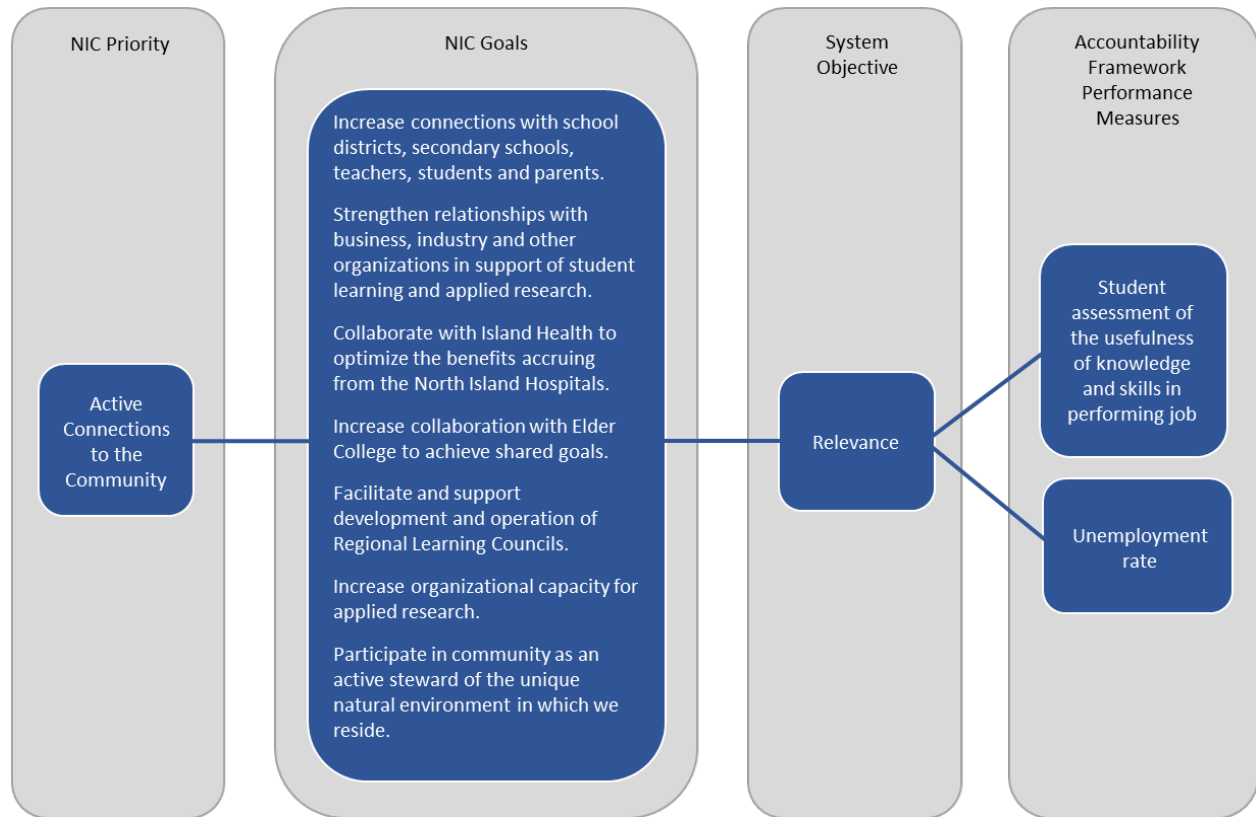 NIC Priority
Active
Connections
to the
Community
NIC Goals
Increase connections with school
districts, secondary schools,
teachers, students and parents.
Strengthen relationships with
business, industry and other
organizations in support of student
learning and applied research.
Collaborate with Island Health to
optimize the benefits accruing
from the North Island Hospitals.
Increase collaboration with Elder
College to achieve shared goals.
Facilitate and support
development and operation of
Regional Learning Councils.
Increase organizational capacity for
applied research.
Participate in community as an
active steward of the unique
natural environment in which we
reside.
System
Objective
Relevance
Accountability
Framework
Performance
Measures
Student
assessment of
the usefulness
of knowledge
and skills in
performing job
Unemployment
rate